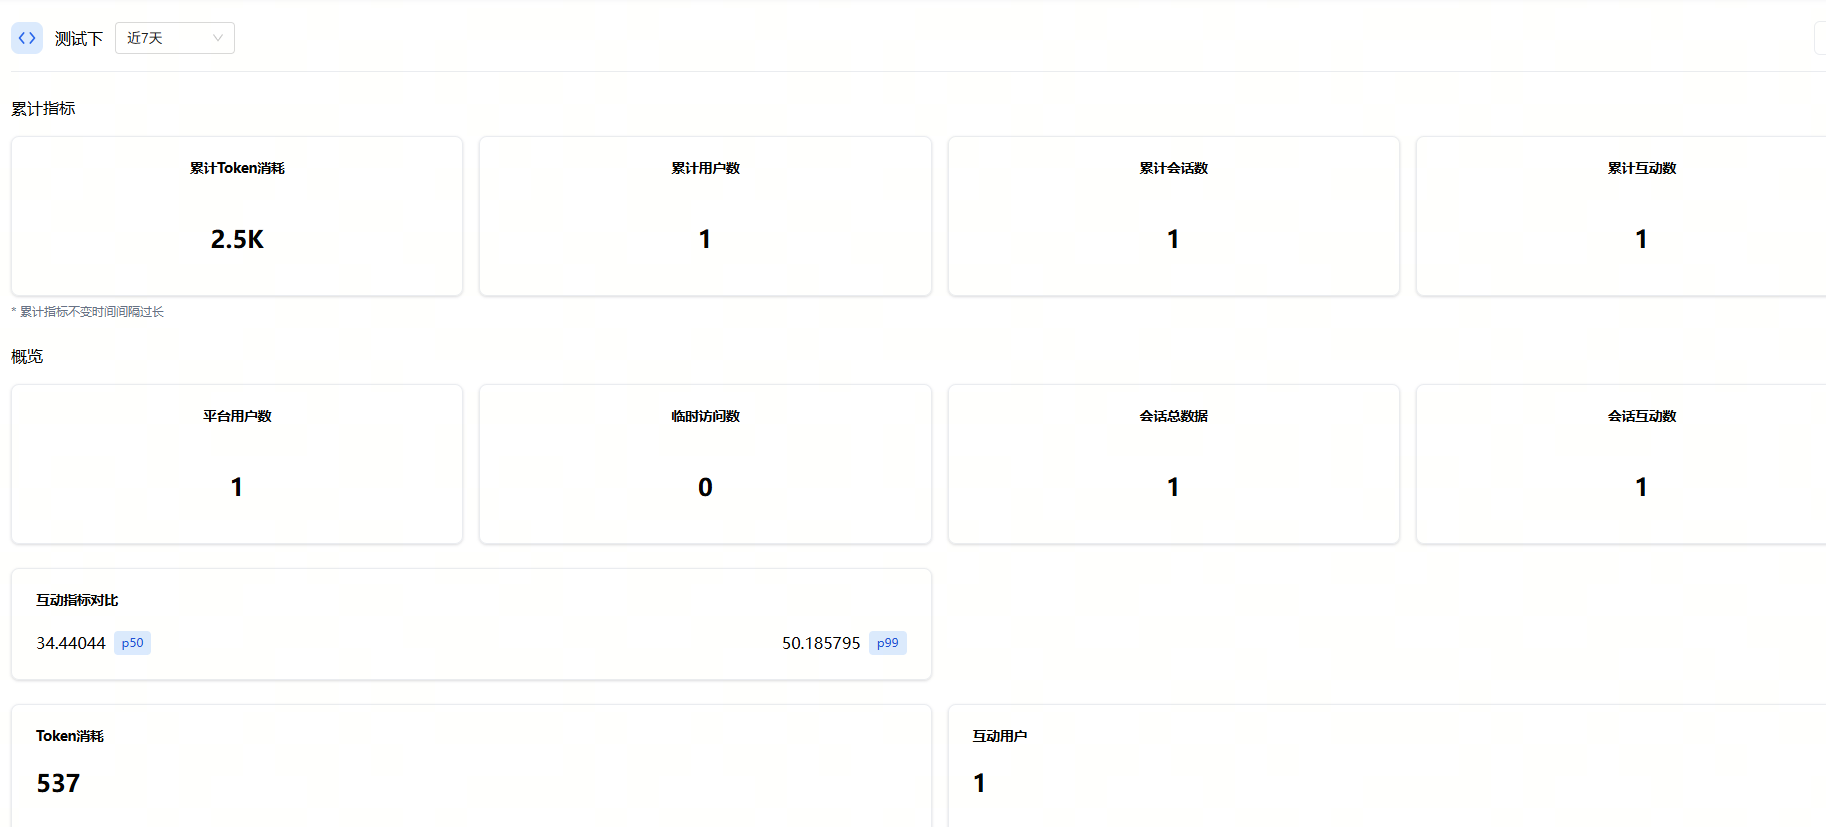 测试下 近7天
累计指标
累计Token消耗 累计用户数 累计会话数 累计互动数
2.5K 1 1 1
* 累计指标不变时间间隔过长
概览
平台用户数 临时访问数 会话总数据 会话互动数
1 0 1 1
互动指标对比
34.44044 p50 50.185795 p99
Token消耗 互动用户
537 1